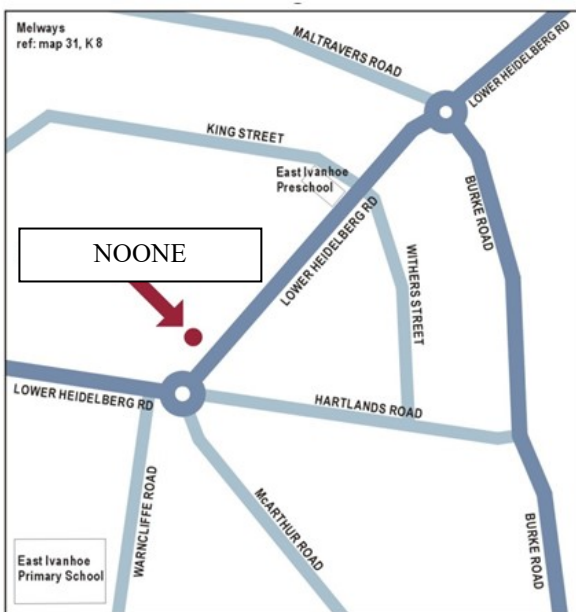 Melways
ref: map 31, K 8
MALTRAVERS ROAD
LOWER HEIDELBERG RD
KING STREET
East Ivanhoe
Preschool
BURKE ROAD
LOWER HEIDELBERG RD
WITHERS STREET
NOONE
LOWER HEIDELBERG RD
HARTLANDS ROAD
WARNCLIFFE ROAD
McARTHUR ROAD
BURKE ROAD
East Ivanhoe
Primary School